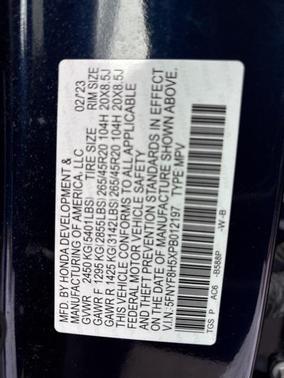 MFD. BY HONDA DEVELOPMENT & 02/23
MANUFACTURING OF AMERICA, LLC
GVWR 2450 KG(5401LBS) TIRE SIZE RIM SIZE
GAWR F 1295 KG(2855LBS) 265/45R20 104H 20X8.5J
GAWR R 1425 KG(3142LBS) 265/45R20 104H 20X8.5J
THIS VEHICLE CONFORMS TO ALL APPLICABLE
FEDERAL MOTOR VEHICLE SAFETY, BUMPER, AND
THEFT PREVENTION STANDARDS IN EFFECT
ON THE DATE OF MANUFACTURE SHOWN ABOVE.
V.I.N.: 5FNYF8H5XPB012197 TYPE MPV
TGS P AC6 -B588P -W-B